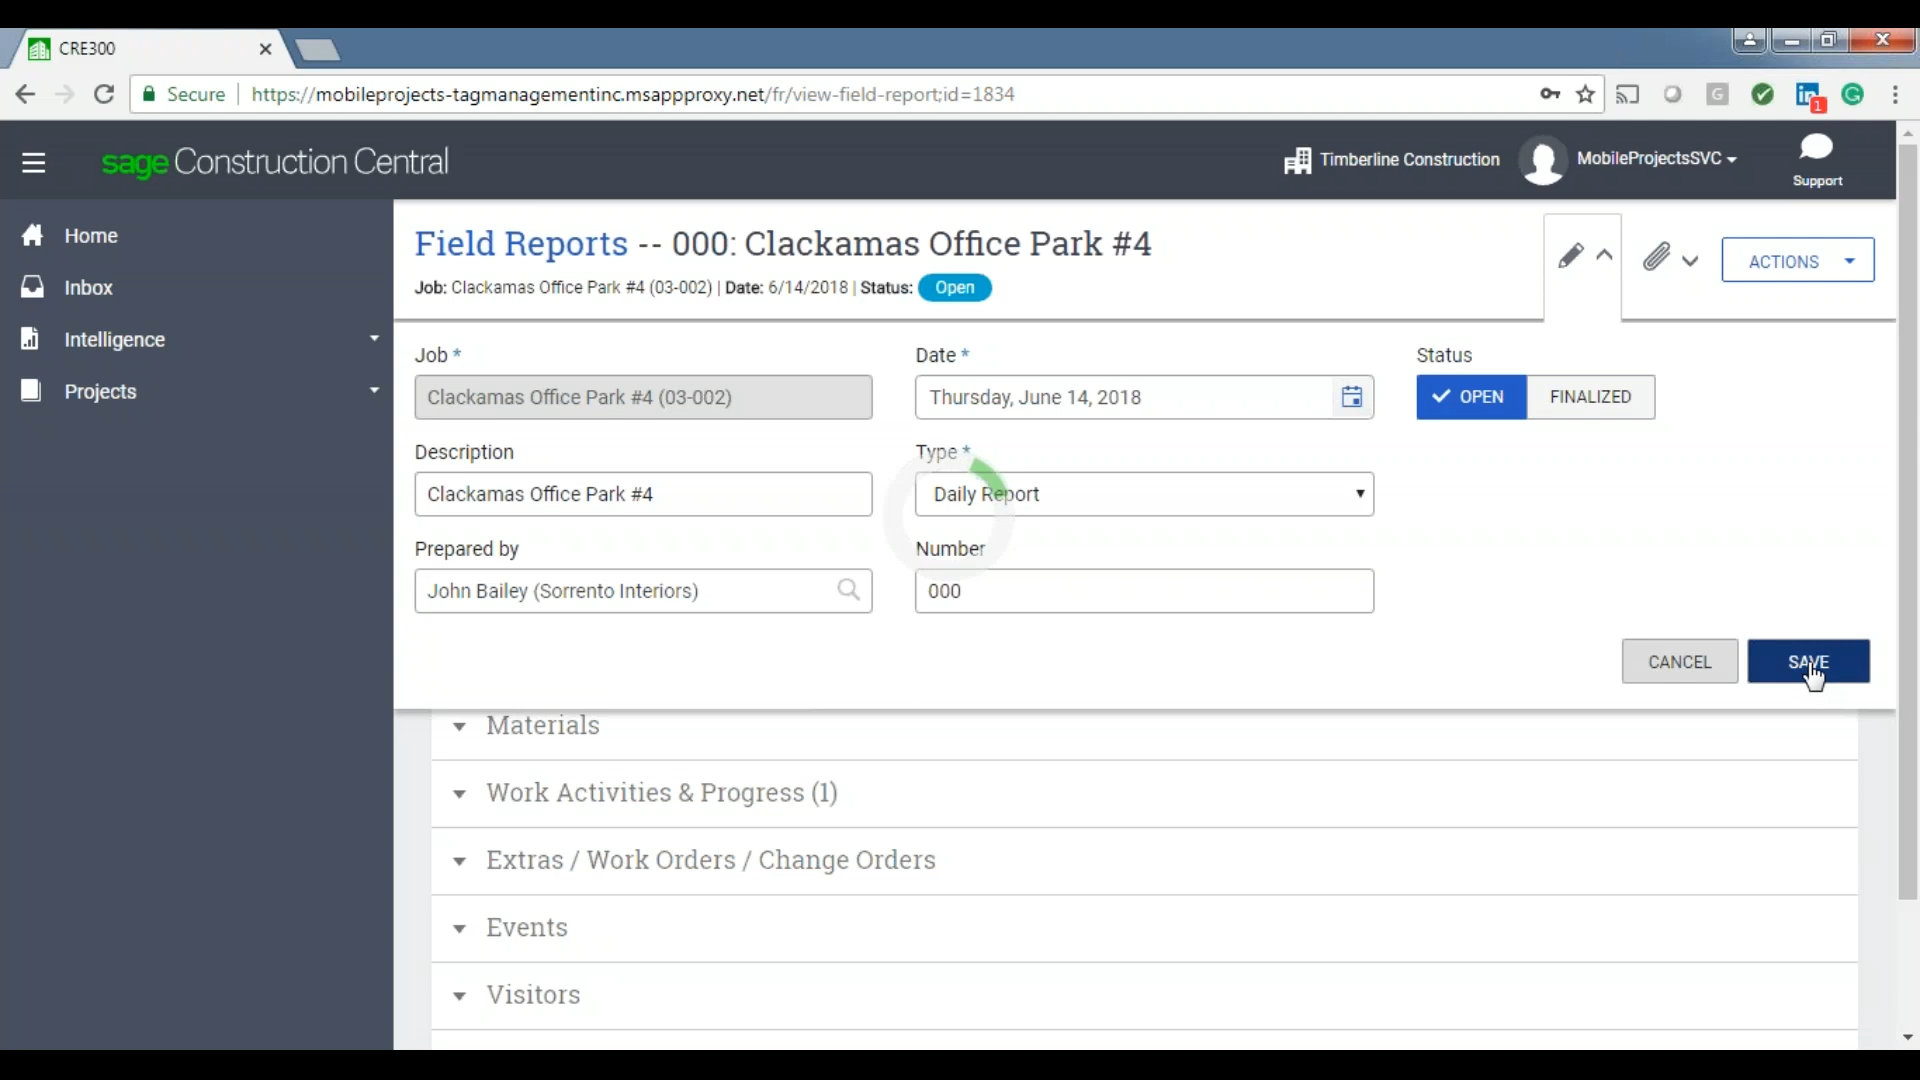 CRE300
Secure https://mobileprojects-tagmanagementinc.msappproxy.net/fr/view-field-report;id=1834
G in 1 G
sage Construction Central
Timberline Construction MobileProjectsSVC Support
Home
Inbox
Intelligence
Projects
Field Reports -- 000: Clackamas Office Park #4
Job: Clackamas Office Park #4 (03-002) | Date: 6/14/2018 | Status: Open
ACTIONS
Job * Date * Status
Clackamas Office Park #4 (03-002) Thursday, June 14, 2018 OPEN FINALIZED
Description Type *
Clackamas Office Park #4 Daily Report
Prepared by Number
John Bailey (Sorrento Interiors) 000
CANCEL SAVE
Materials
Work Activities & Progress (1)
Extras / Work Orders / Change Orders
Events
Visitors